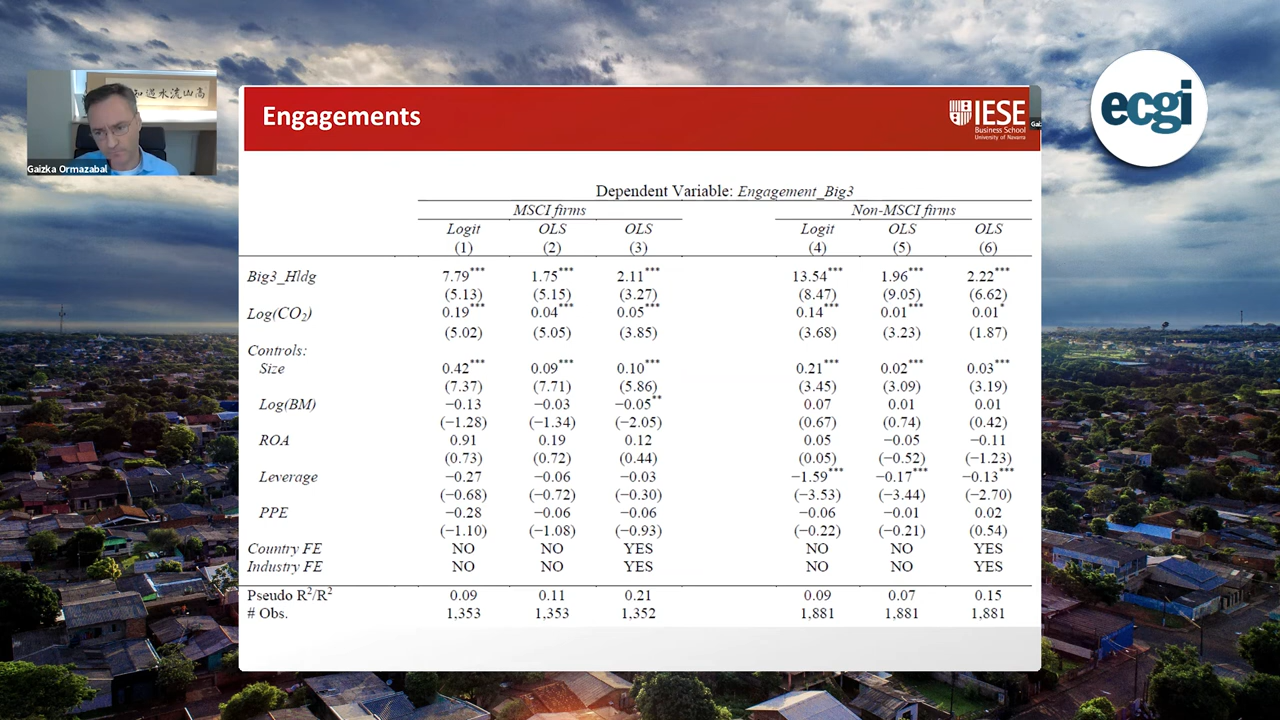 高山流水遇知
Gaizka Ormazabal
Engagements
IESE
Business School
University of Navarra
ecgi
Dependent Variable: Engagement_Big3
MSCI firms Non-MSCI firms
Logit OLS OLS Logit OLS OLS
(1) (2) (3) (4) (5) (6)
Big3_Hldg 7.79*** 1.75*** 2.11*** 13.54*** 1.96*** 2.22***
(5.13) (5.15) (3.27) (8.47) (9.05) (6.62)
Log(CO₂) 0.19*** 0.04*** 0.05*** 0.14*** 0.01*** 0.01*
(5.02) (5.05) (3.85) (3.68) (3.23) (1.87)
Controls:
Size 0.42*** 0.09*** 0.10*** 0.21*** 0.02*** 0.03***
(7.37) (7.71) (5.86) (3.45) (3.09) (3.19)
Log(BM) −0.13 −0.03 −0.05** 0.07 0.01 0.01
(−1.28) (−1.34) (−2.05) (0.67) (0.74) (0.42)
ROA 0.91 0.19 0.12 0.05 −0.05 −0.11
(0.73) (0.72) (0.44) (0.05) (−0.52) (−1.23)
Leverage −0.27 −0.06 −0.03 −1.59*** −0.17*** −0.13***
(−0.68) (−0.72) (−0.30) (−3.53) (−3.44) (−2.70)
PPE −0.28 −0.06 −0.06 −0.06 −0.01 0.02
(−1.10) (−1.08) (−0.93) (−0.22) (−0.21) (0.54)
Country FE NO NO YES NO NO YES
Industry FE NO NO YES NO NO YES
Pseudo R²/R² 0.09 0.11 0.21 0.09 0.07 0.15
# Obs. 1,353 1,353 1,352 1,881 1,881 1,881